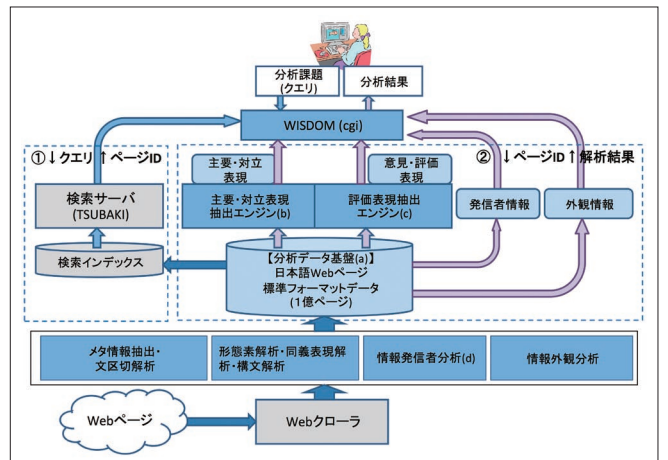 分析課題
(クエリ)
分析結果
WISDOM (cgi)
①↓クエリ↑ページID
②↓ページID↑解析結果
主要・対立
表現
意見・評価
表現
検索サーバ
(TSUBAKI)
主要・対立表現
抽出エンジン(b)
評価表現抽出
エンジン(c)
発信者情報
外観情報
検索インデックス
【分析データ基盤(a)】
日本語Webページ
標準フォーマットデータ
(1億ページ)
メタ情報抽出・
文区切解析
形態素解析・同義表現解
析・構文解析
情報発信者分析(d)
情報外観分析
Webページ
Webクローラ